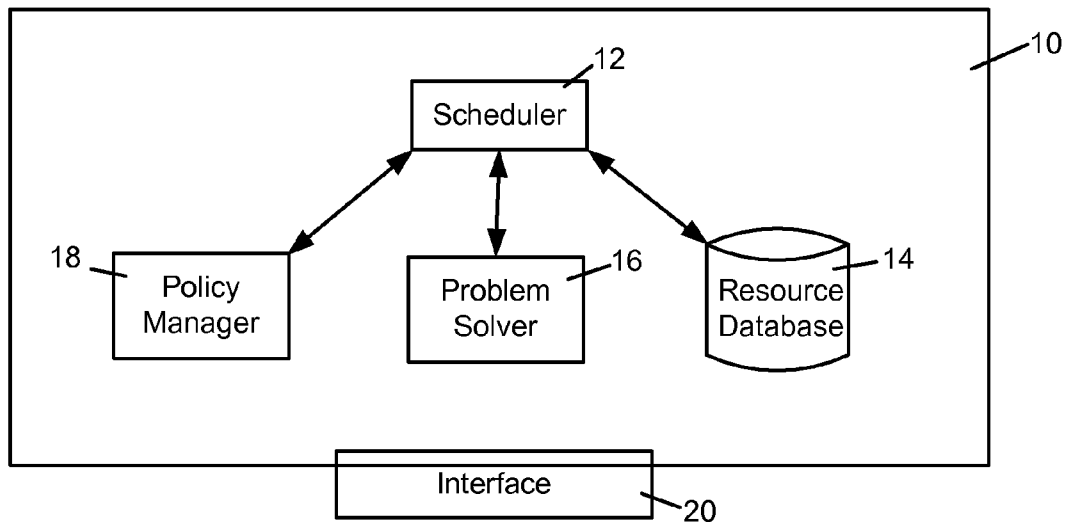 10
12
Scheduler
18
Policy
Manager
16
Problem
Solver
14
Resource
Database
Interface
20